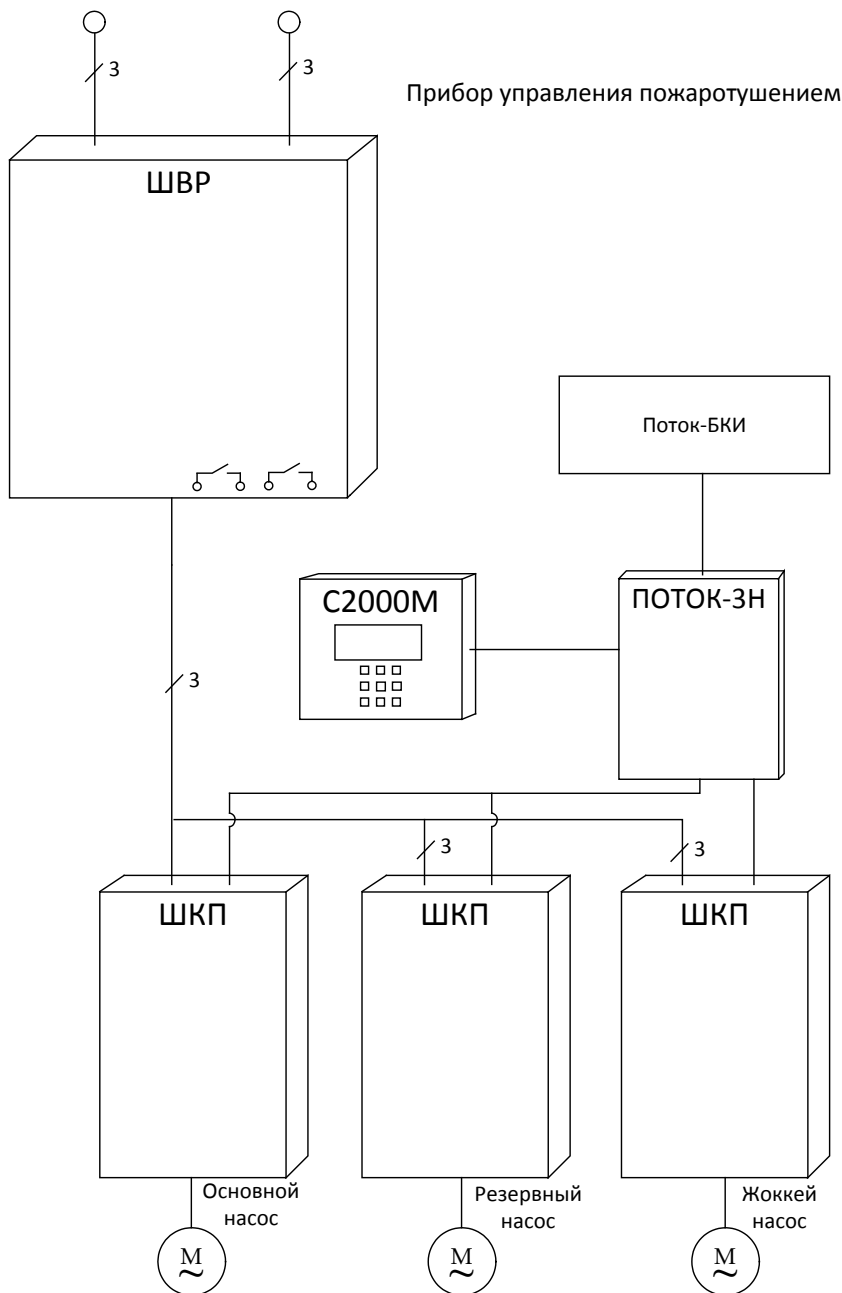 3
3
Прибор управления пожаротушением
ШВР
Поток-БКИ
С2000М
ПОТОК-3Н
3
3
3
ШКП
ШКП
ШКП
Основной
насос
Резервный
насос
Жоккей
насос
M
~
M
~
M
~